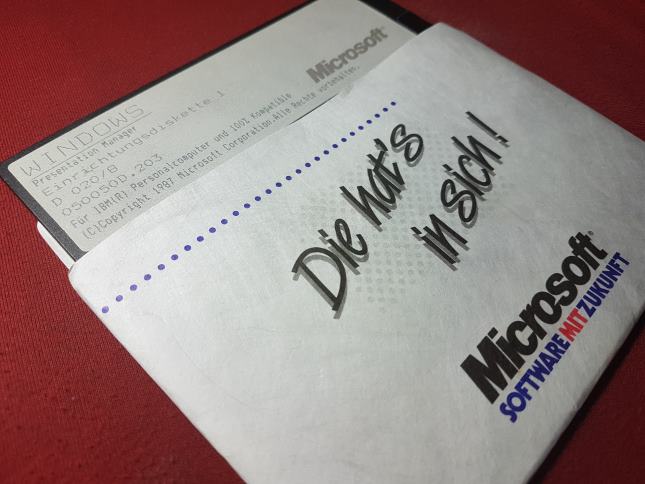 WINDOWS
Presentation Manager
Einrichtungsdiskette 1
D 020/8
050050D.203
Für IBM(R) Personalcomputer und 100% Kompatible
(C)Copyright 1987 Microsoft Corporation.Alle Rechte vorbehalten.
Microsoft
Die hat's
in sich!
Microsoft
SOFTWARE MIT ZUKUNFT